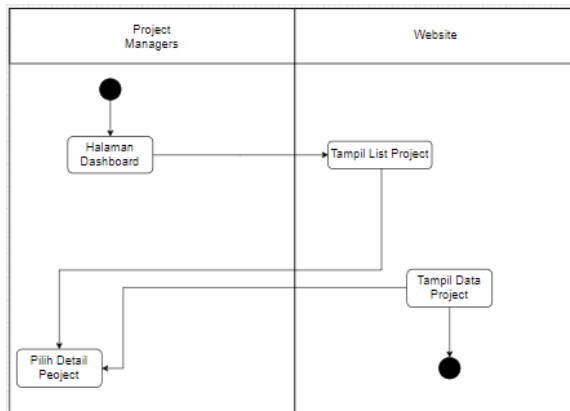 Project
Managers
Website
Halaman
Dashboard
Tampil List Project
Tampil Data
Project
Pilih Detail
Peoject